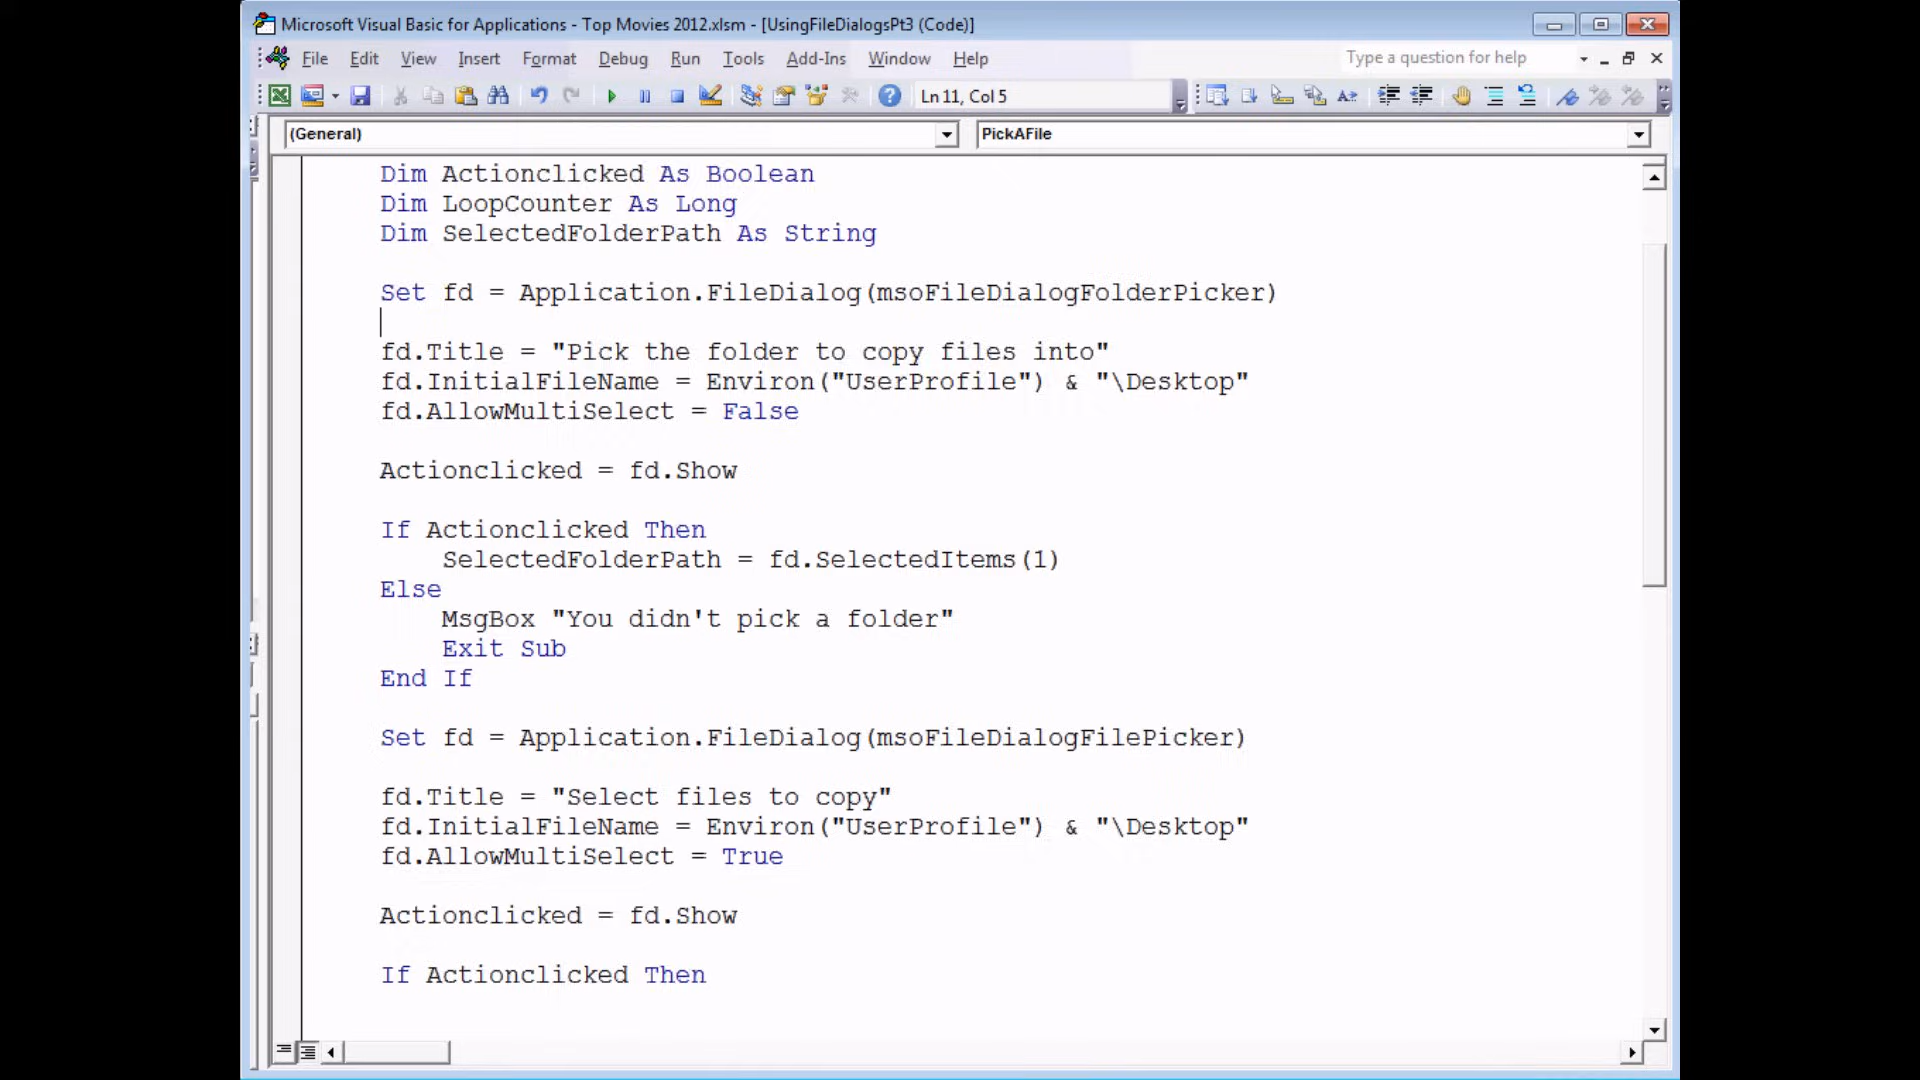 Microsoft Visual Basic for Applications - Top Movies 2012.xlsm - [UsingFileDialogsPt3 (Code)]
File Edit View Insert Format Debug Run Tools Add-Ins Window Help Type a question for help
Ln 11, Col 5
(General) PickAFile
Dim Actionclicked As Boolean
Dim LoopCounter As Long
Dim SelectedFolderPath As String
Set fd = Application.FileDialog(msoFileDialogFolderPicker)
fd.Title = "Pick the folder to copy files into"
fd.InitialFileName = Environ("UserProfile") & "\Desktop"
fd.AllowMultiSelect = False
Actionclicked = fd.Show
If Actionclicked Then
SelectedFolderPath = fd.SelectedItems(1)
Else
MsgBox "You didn't pick a folder"
Exit Sub
End If
Set fd = Application.FileDialog(msoFileDialogFilePicker)
fd.Title = "Select files to copy"
fd.InitialFileName = Environ("UserProfile") & "\Desktop"
fd.AllowMultiSelect = True
Actionclicked = fd.Show
If Actionclicked Then